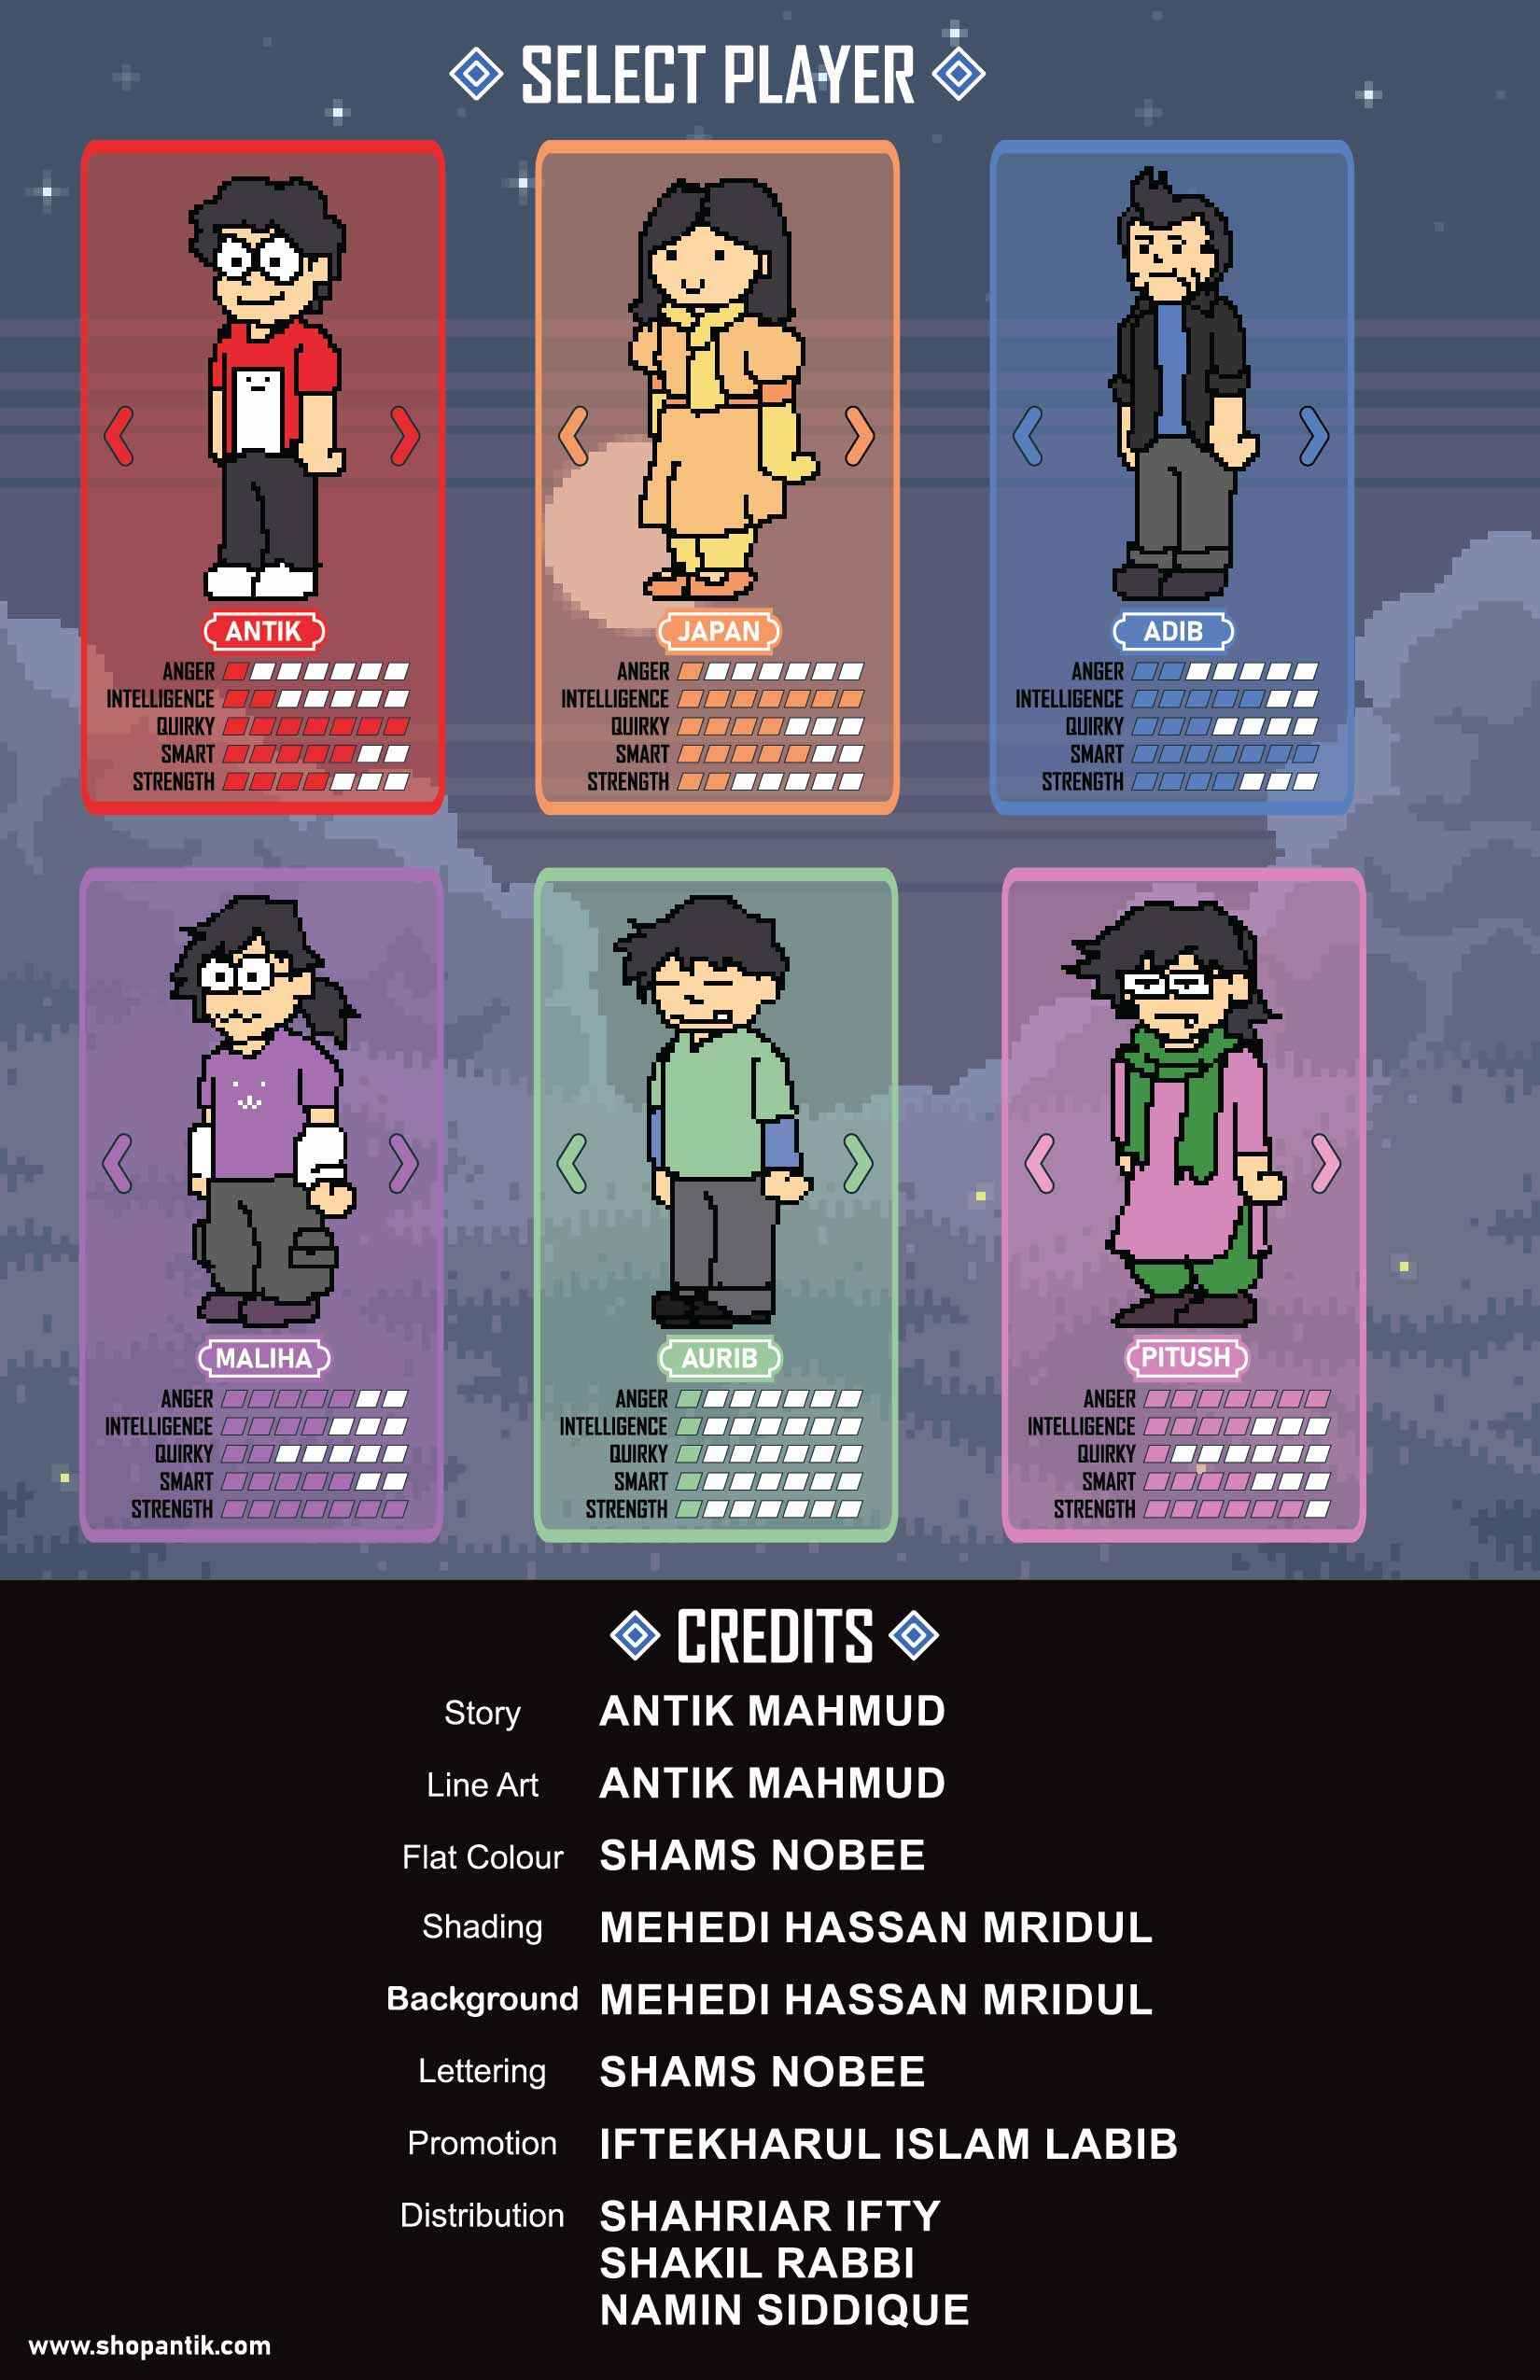 SELECT PLAYER
ANTIK
ANGER
INTELLIGENCE
QUIRKY
SMART
STRENGTH
JAPAN
ANGER
INTELLIGENCE
QUIRKY
SMART
STRENGTH
ADIB
ANGER
INTELLIGENCE
QUIRKY
SMART
STRENGTH
MALIHA
ANGER
INTELLIGENCE
QUIRKY
SMART
STRENGTH
AURIB
ANGER
INTELLIGENCE
QUIRKY
SMART
STRENGTH
PITUSH
ANGER
INTELLIGENCE
QUIRKY
SMART
STRENGTH
CREDITS
Story ANTIK MAHMUD
Line Art ANTIK MAHMUD
Flat Colour SHAMS NOBEE
Shading MEHEDI HASSAN MRIDUL
Background MEHEDI HASSAN MRIDUL
Lettering SHAMS NOBEE
Promotion IFTEKHARUL ISLAM LABIB
Distribution SHAHRIAR IFTY
SHAKIL RABBI
NAMIN SIDDIQUE
www.shopantik.com